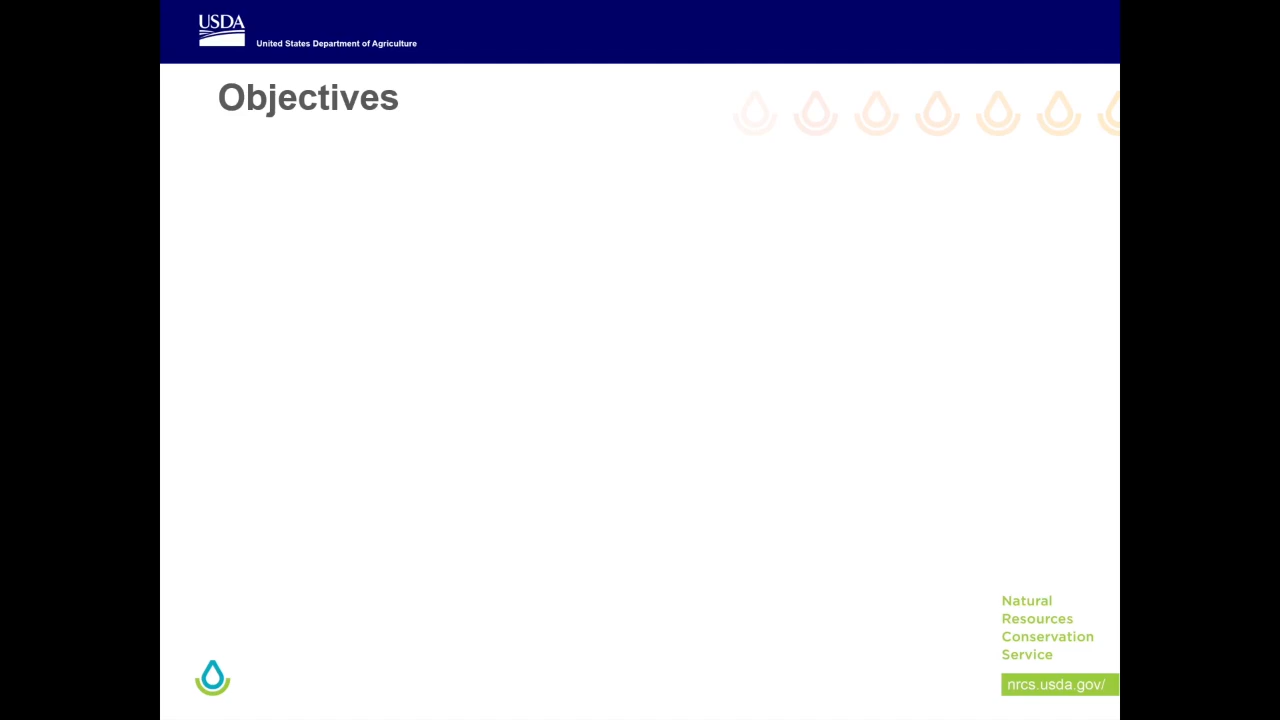 USDA
United States Department of Agriculture
Objectives
Natural
Resources
Conservation
Service
nrcs.usda.gov/